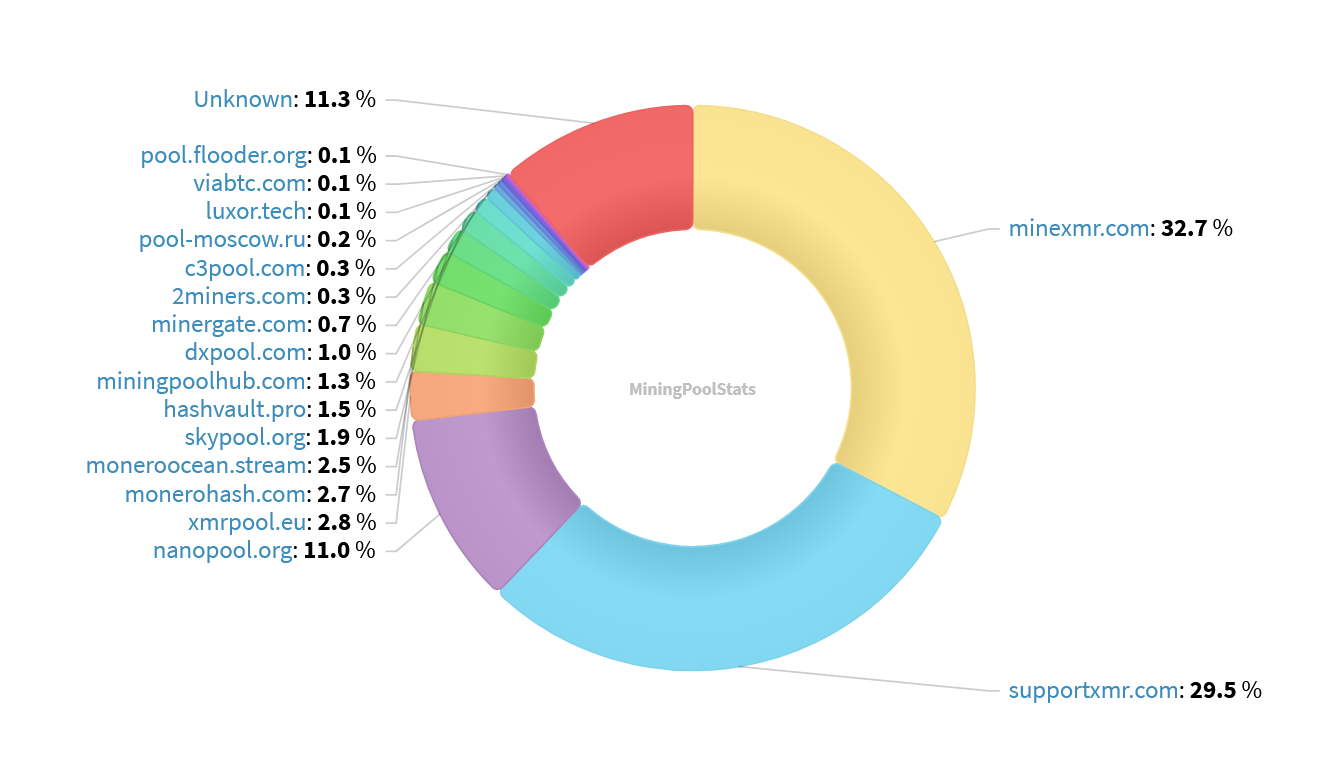 Unknown: 11.3 %
pool.flooder.org: 0.1 %
viabtc.com: 0.1 %
luxor.tech: 0.1 %
pool-moscow.ru: 0.2 %
c3pool.com: 0.3 %
2miners.com: 0.3 %
minergate.com: 0.7 %
dxpool.com: 1.0 %
miningpoolhub.com: 1.3 %
hashvault.pro: 1.5 %
skypool.org: 1.9 %
moneroocean.stream: 2.5 %
monerohash.com: 2.7 %
xmrpool.eu: 2.8 %
nanopool.org: 11.0 %
MiningPoolStats
minexmr.com: 32.7 %
supportxmr.com: 29.5 %